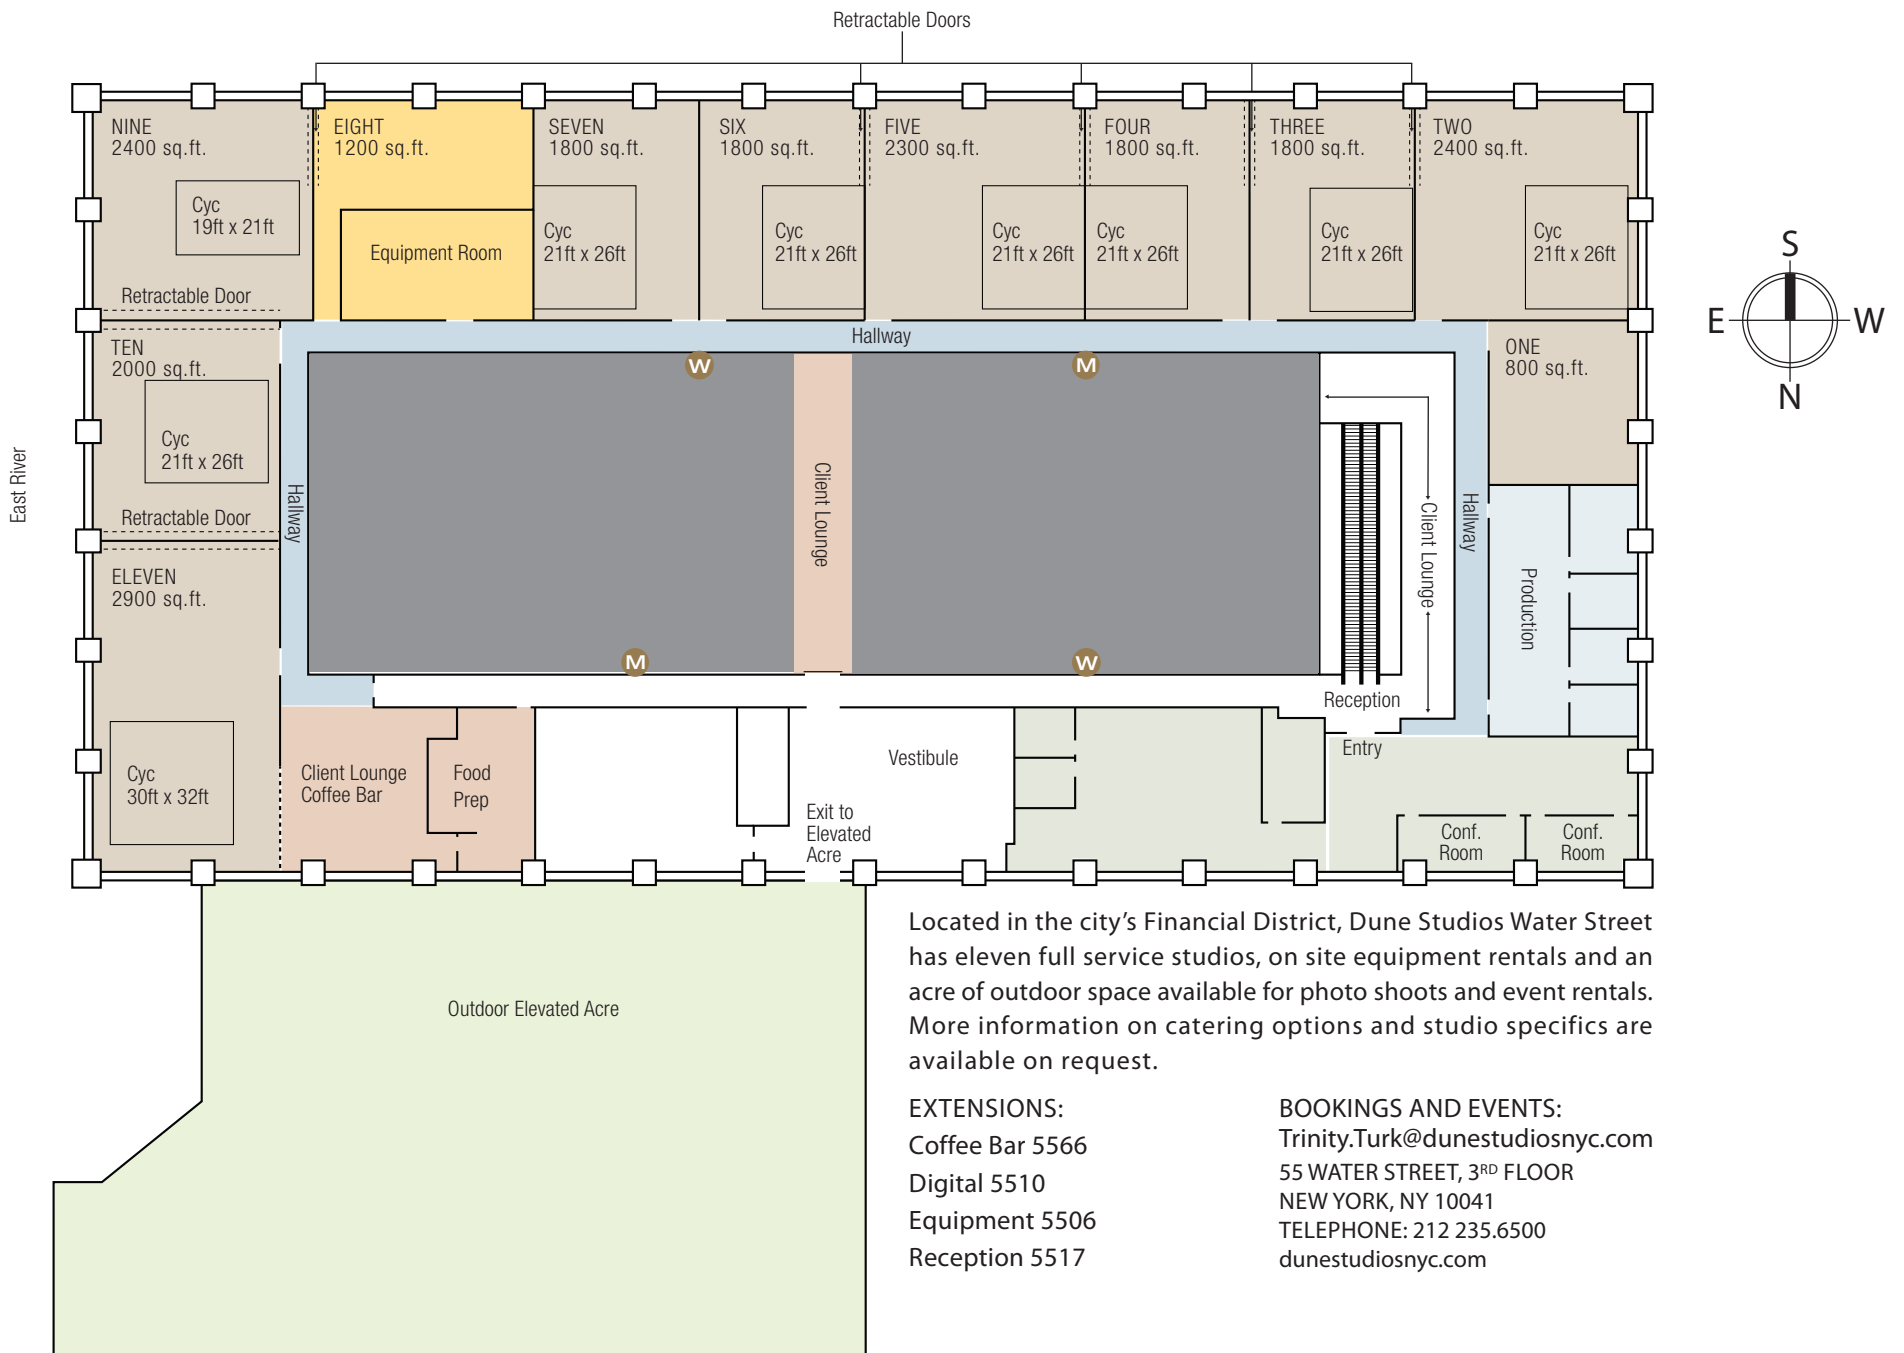 Retractable Doors
NINE
2400 sq.ft.
EIGHT
1200 sq.ft.
SEVEN
1800 sq.ft.
SIX
1800 sq.ft.
FIVE
2300 sq.ft.
FOUR
1800 sq.ft.
THREE
1800 sq.ft.
TWO
2400 sq.ft.
Cyc
19ft x 21ft
Equipment Room
Cyc
21ft x 26ft
Cyc
21ft x 26ft
Cyc
21ft x 26ft
Cyc
21ft x 26ft
Cyc
21ft x 26ft
Cyc
21ft x 26ft
S
E
W
N
Retractable Door
Hallway
TEN
2000 sq.ft.
W
M
ONE
800 sq.ft.
Cyc
21ft x 26ft
East River
Hallway
Client Lounge
Client Lounge
Hallway
Retractable Door
ELEVEN
2900 sq.ft.
Production
M
W
Reception
Entry
Cyc
30ft x 32ft
Client Lounge
Coffee Bar
Food
Prep
Vestibule
Exit to
Elevated
Acre
Conf.
Room
Conf.
Room
Outdoor Elevated Acre
Located in the city’s Financial District, Dune Studios Water Street
has eleven full service studios, on site equipment rentals and an
acre of outdoor space available for photo shoots and event rentals.
More information on catering options and studio specifics are
available on request.
EXTENSIONS:
Coffee Bar 5566
Digital 5510
Equipment 5506
Reception 5517
BOOKINGS AND EVENTS:
Trinity.Turk@dunestudiosnyc.com
55 WATER STREET, 3RD FLOOR
NEW YORK, NY 10041
TELEPHONE: 212 235.6500
dunestudiosnyc.com